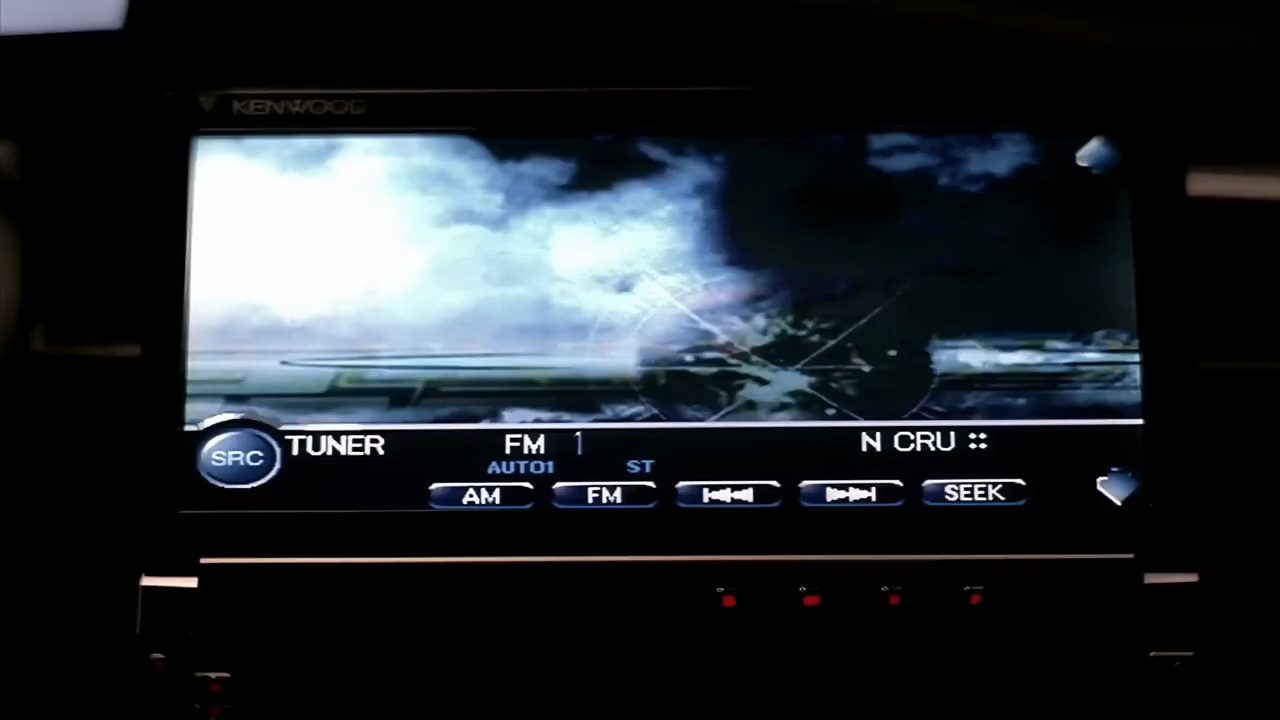 KENWOOD
TUNER FM 1 N CRU ::
SRC
AUTO1 ST
AM FM SEEK